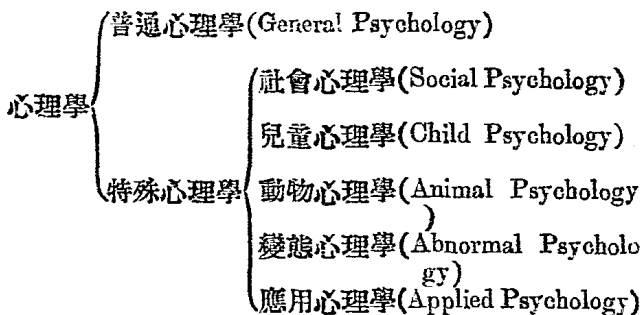 普通心理學(General Psychology)
社會心理學(Social Psychology)
心理學
兒童心理學(Child Psychology)
特殊心理學
動物心理學(Animal Psychology
)
變態心理學(Abnormal Psycholo
gy)
應用心理學(Applied Psychology)